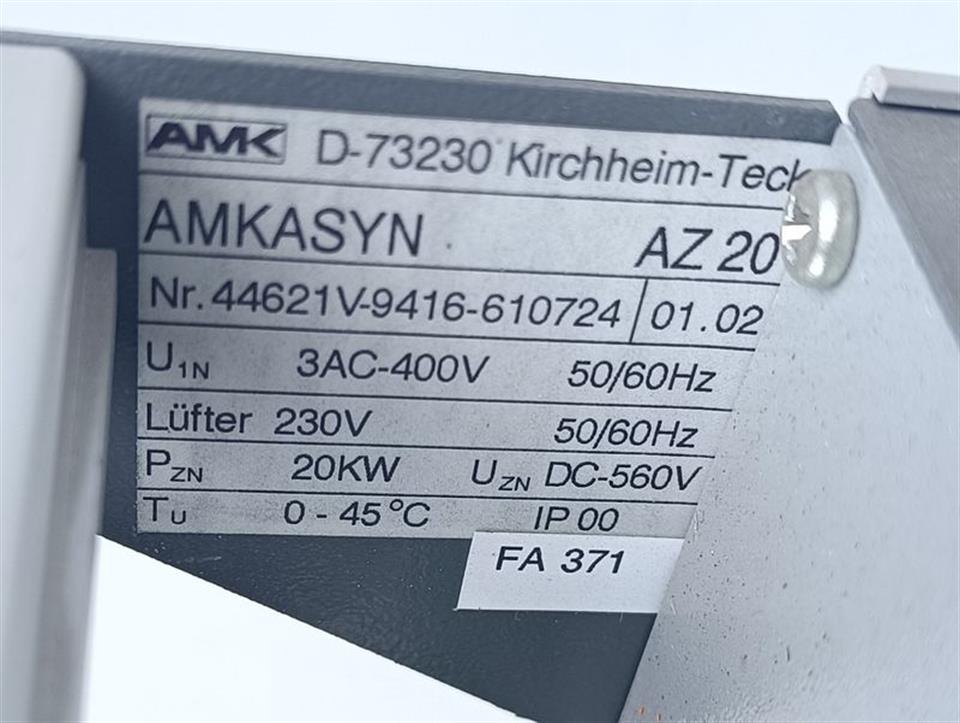 AMK D-73230 Kirchheim-Teck
AMKASYN AZ 20
Nr. 44621V-9416-610724 01.02
U1N 3AC-400V 50/60Hz
Lüfter 230V 50/60Hz
PZN 20KW UZN DC-560V
TU 0 - 45 °C IP 00
FA 371